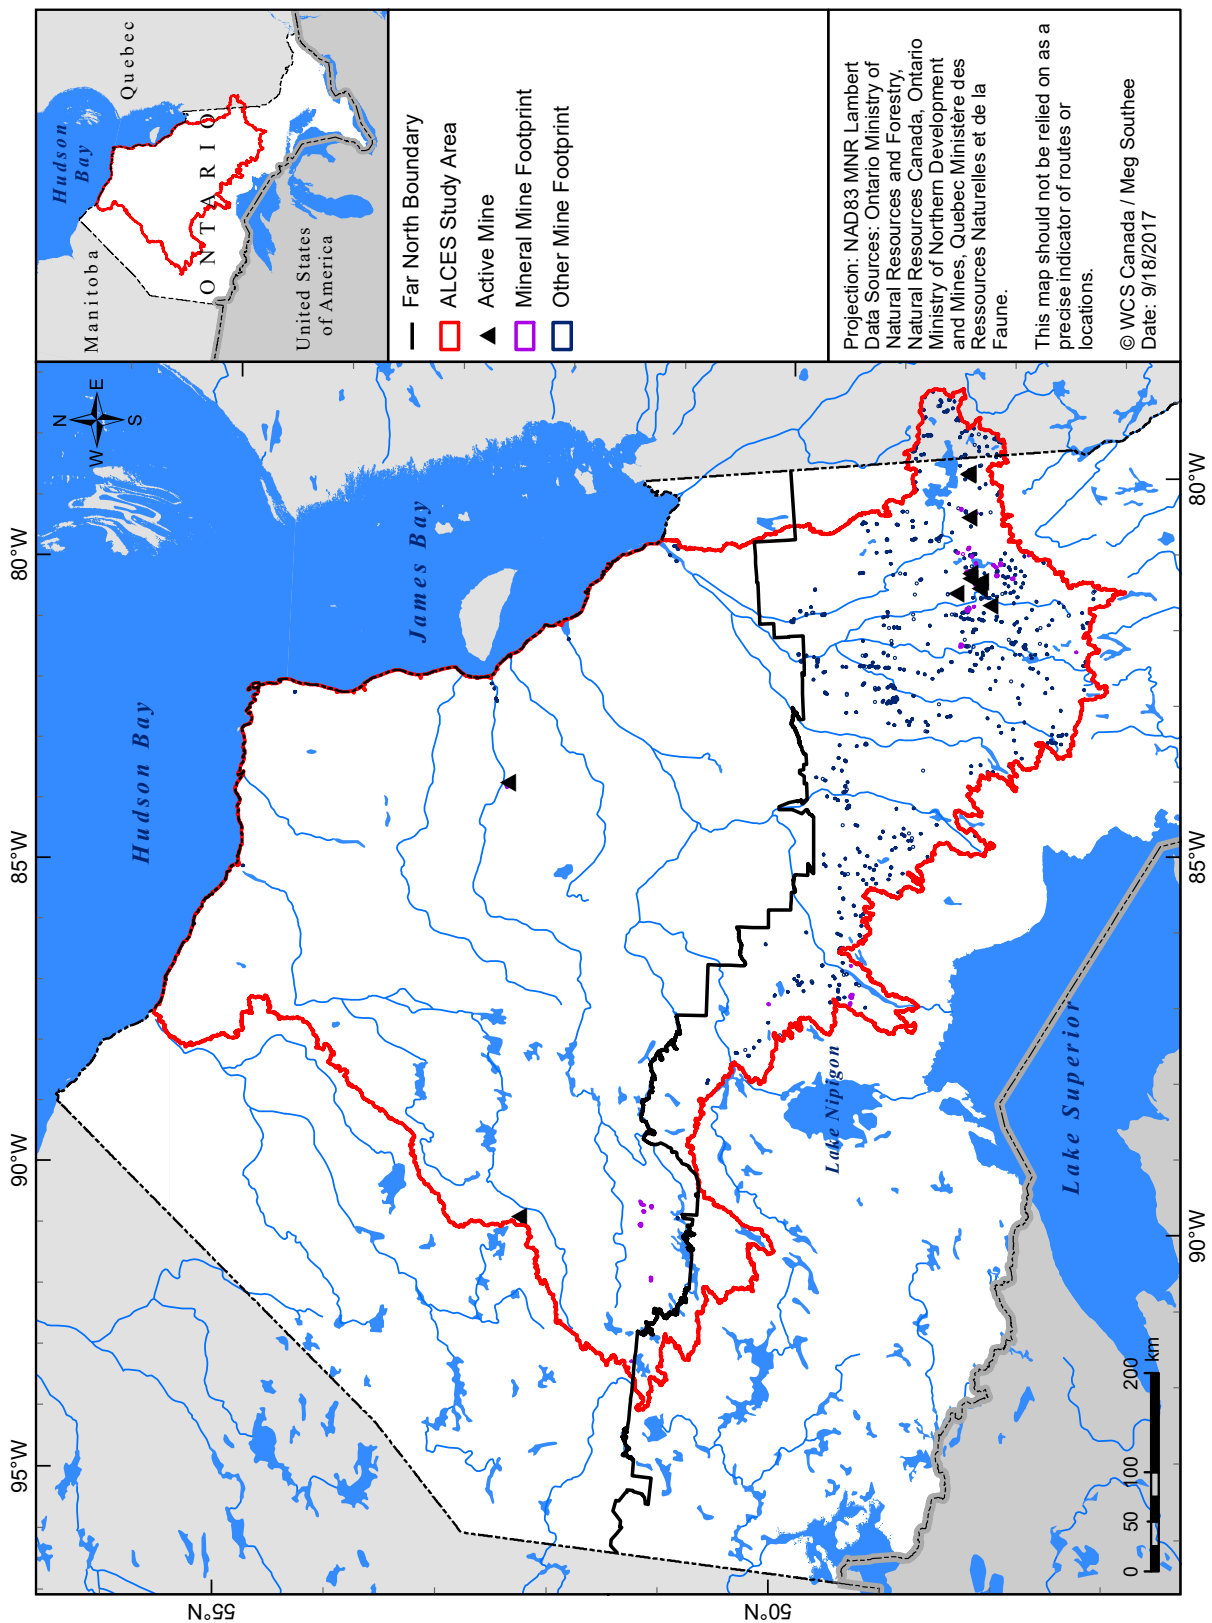 Hudson Bay
James Bay
Lake Nipigon
Lake Superior
N
W
E
S
80°W
85°W
90°W
95°W
80°W
85°W
90°W
55°N
50°N
0 50 100 200
km
Hudson
Bay
Quebec
Manitoba
ONTARIO
United States
of America
Far North Boundary
ALCES Study Area
Active Mine
Mineral Mine Footprint
Other Mine Footprint
Projection: NAD83 MNR Lambert
Data Sources: Ontario Ministry of
Natural Resources and Forestry,
Natural Resources Canada, Ontario
Ministry of Northern Development
and Mines, Quebec Ministère des
Ressources Naturelles et de la
Faune.
This map should not be relied on as a
precise indicator of routes or
locations.
© WCS Canada / Meg Southee
Date: 9/18/2017